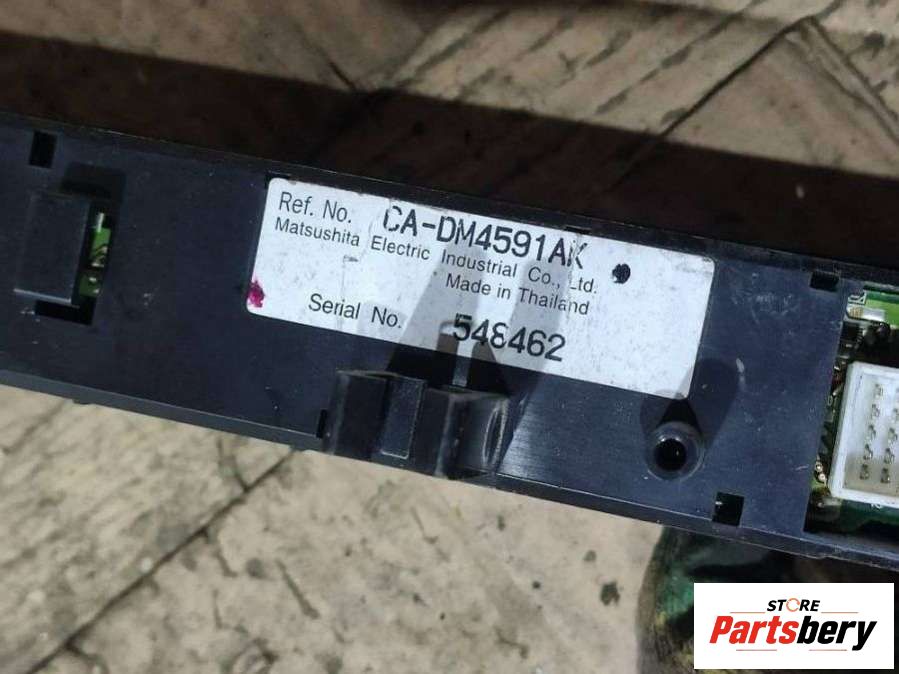 Ref. No. CA-DM4591AK
Matsushita Electric Industrial Co., Ltd.
Made in Thailand
Serial No. 548462
STORE
Partsbery